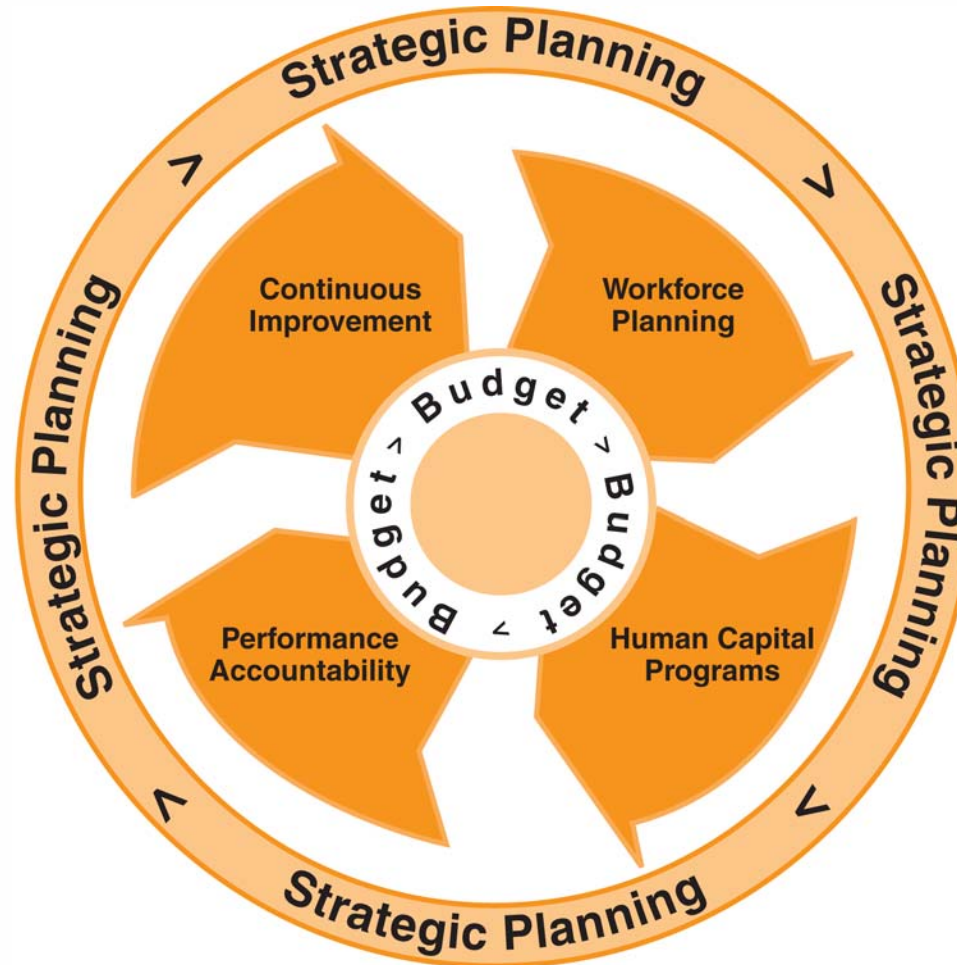 Strategic Planning
>
Strategic Planning
>
Strategic Planning
>
Strategic Planning
>
Continuous
Improvement
Workforce
Planning
Human Capital
Programs
Performance
Accountability
Budget > Budget > Budget >